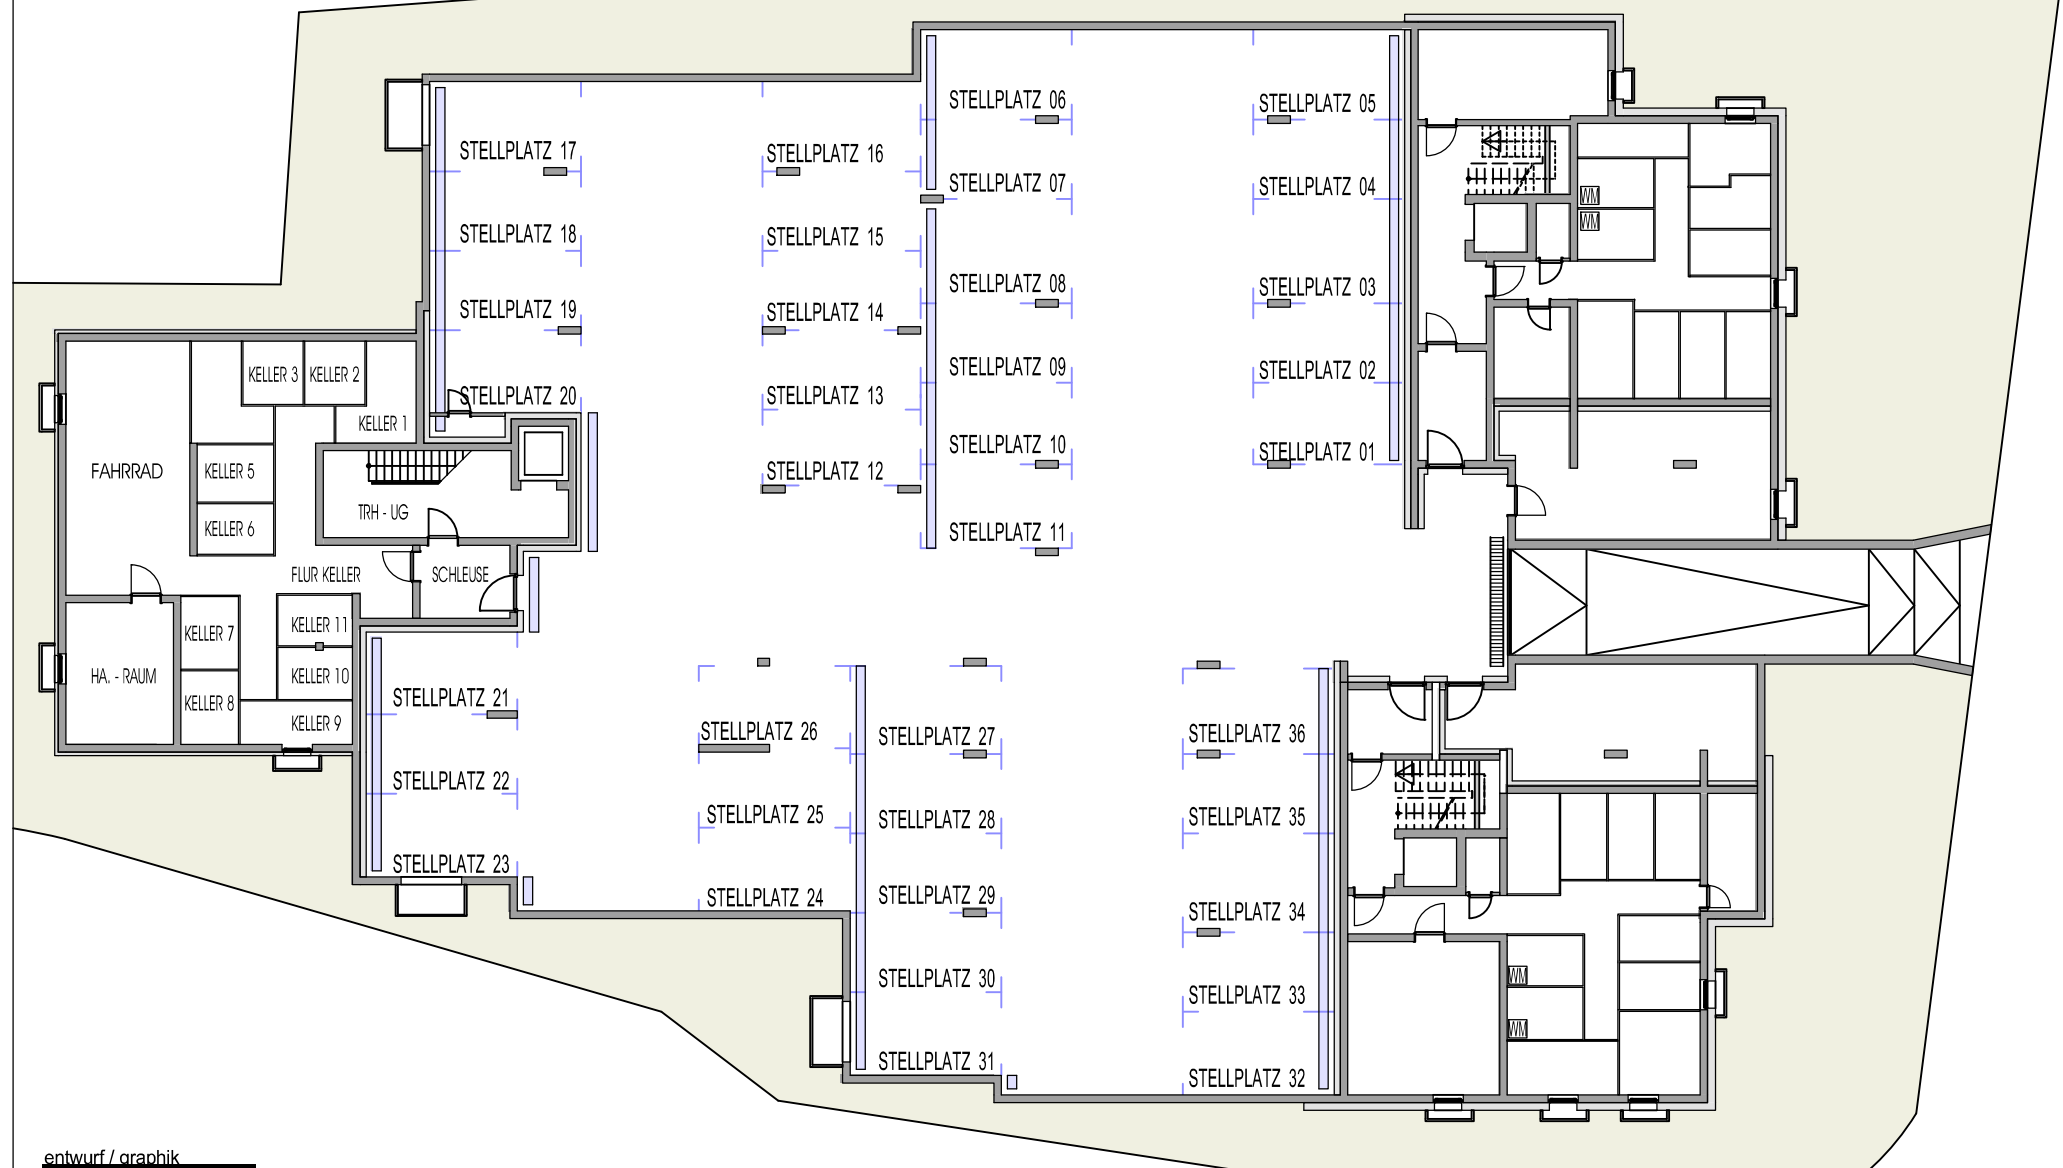 STELLPLATZ 06
STELLPLATZ 05
STELLPLATZ 17
STELLPLATZ 16
STELLPLATZ 07
STELLPLATZ 04
WM
WM
STELLPLATZ 18
STELLPLATZ 15
STELLPLATZ 08
STELLPLATZ 03
STELLPLATZ 19
STELLPLATZ 14
STELLPLATZ 09
STELLPLATZ 02
KELLER 3
KELLER 2
STELLPLATZ 20
STELLPLATZ 13
KELLER 1
STELLPLATZ 10
STELLPLATZ 01
FAHRRAD
KELLER 5
STELLPLATZ 12
TRH - UG
KELLER 6
STELLPLATZ 11
FLUR KELLER
SCHLEUSE
KELLER 7
KELLER 11
HA. - RAUM
KELLER 10
KELLER 8
STELLPLATZ 21
KELLER 9
STELLPLATZ 26
STELLPLATZ 27
STELLPLATZ 36
STELLPLATZ 22
STELLPLATZ 25
STELLPLATZ 28
STELLPLATZ 35
STELLPLATZ 23
STELLPLATZ 24
STELLPLATZ 29
STELLPLATZ 34
STELLPLATZ 30
STELLPLATZ 33
WM
WM
STELLPLATZ 31
STELLPLATZ 32
entwurf / graphik